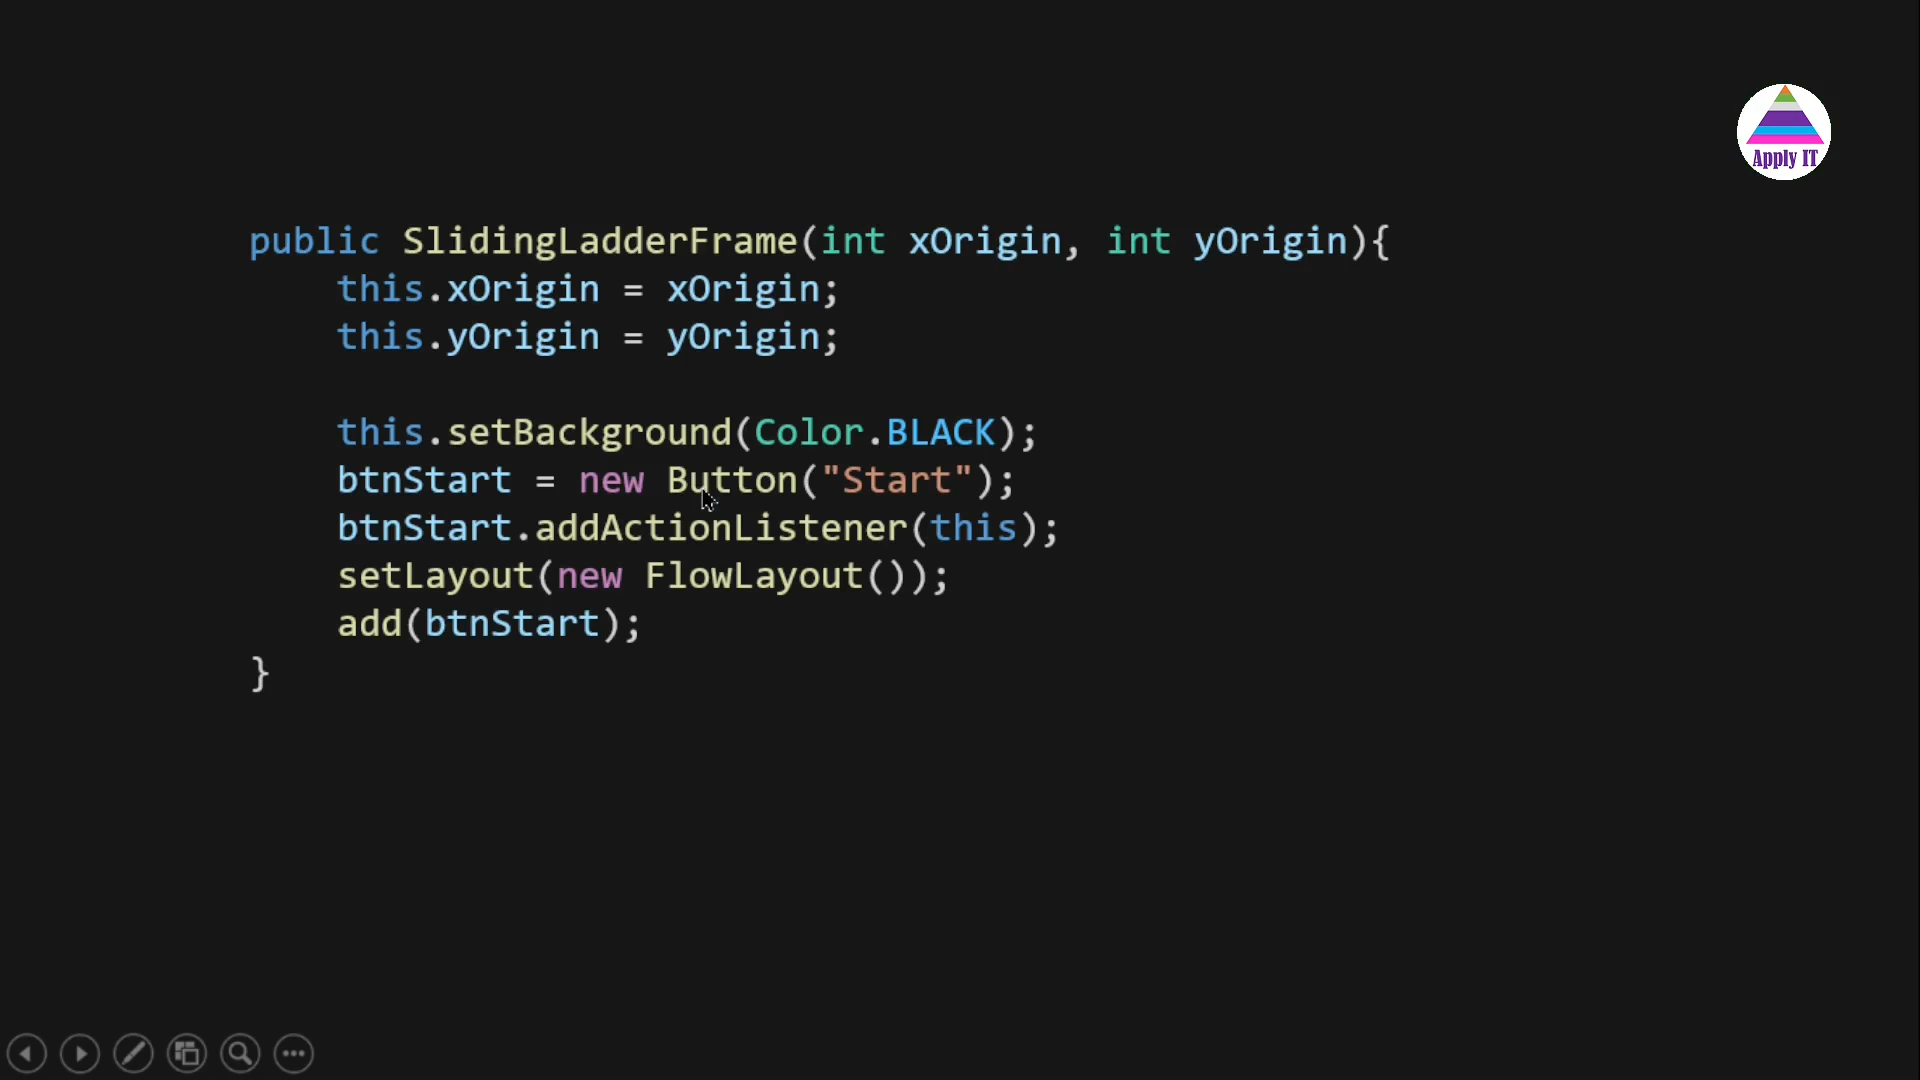 Apply IT
public SlidingLadderFrame(int xOrigin, int yOrigin){
this.xOrigin = xOrigin;
this.yOrigin = yOrigin;
this.setBackground(Color.BLACK);
btnStart = new Button("Start");
btnStart.addActionListener(this);
setLayout(new FlowLayout());
add(btnStart);
}